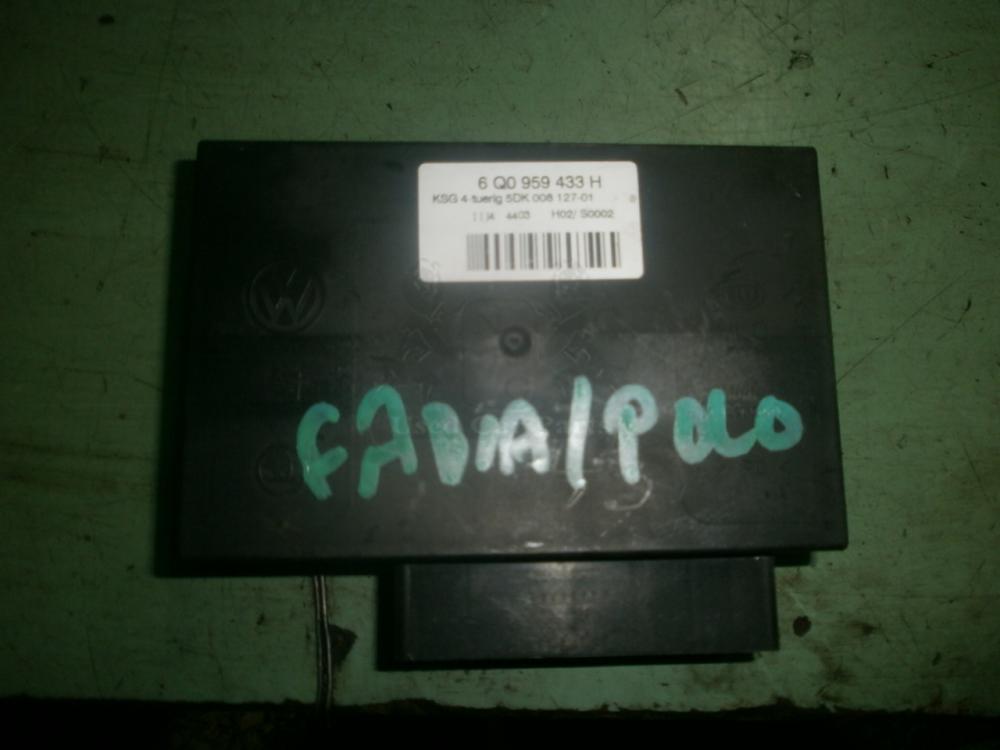 6 Q0 959 433 H
KSG 4-tuerig 5DK 008 127-01
4403 H02/ S0002
FABIA/POLO